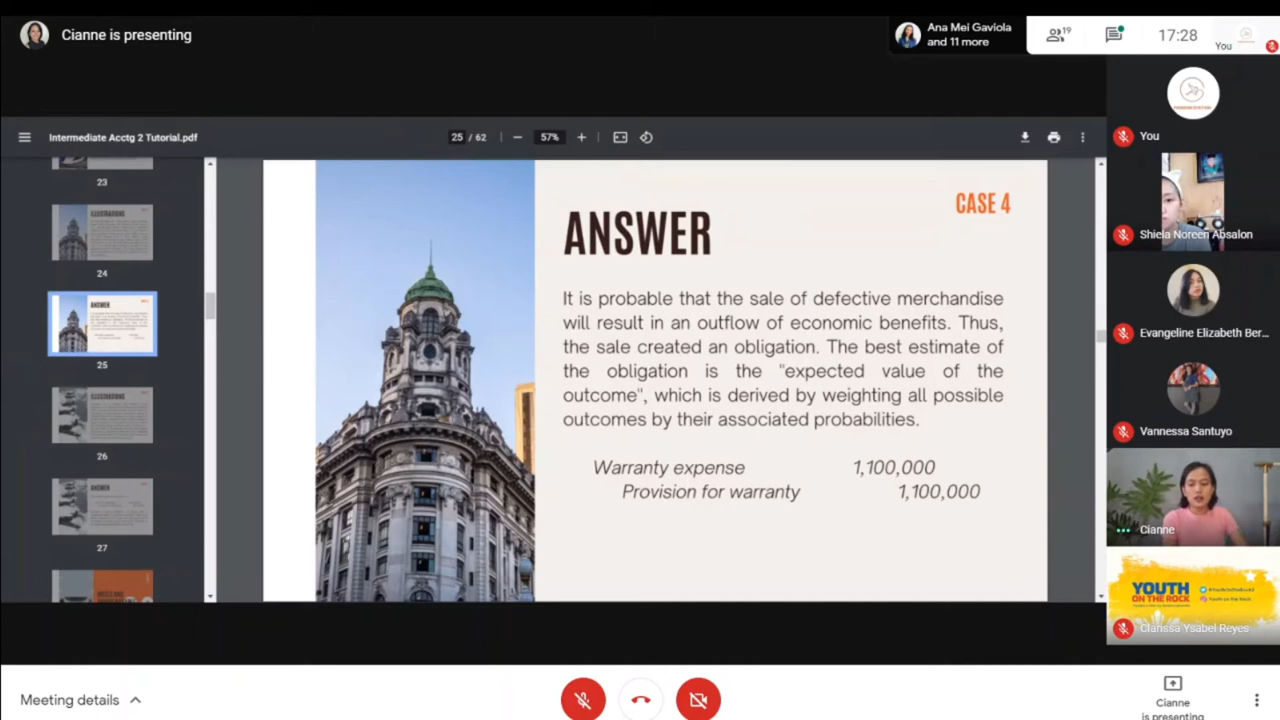 Cianne is presenting
Ana Mei Gaviola
and 11 more
19
17:28
You
Intermediate Acctg 2 Tutorial.pdf
25 / 62
57%
23
24
ANSWER
25
26
ANSWER
27
CASE 4
ANSWER
It is probable that the sale of defective merchandise
will result in an outflow of economic benefits. Thus,
the sale created an obligation. The best estimate of
the obligation is the "expected value of the
outcome", which is derived by weighting all possible
outcomes by their associated probabilities.
Warranty expense 1,100,000
Provision for warranty 1,100,000
You
Shiela Noreen Absalon
Evangeline Elizabeth Ber...
Vannessa Santuyo
Cianne
YOUTH
ON THE ROCK
Clarissa Ysabel Reyes
Meeting details
Cianne
is presenting